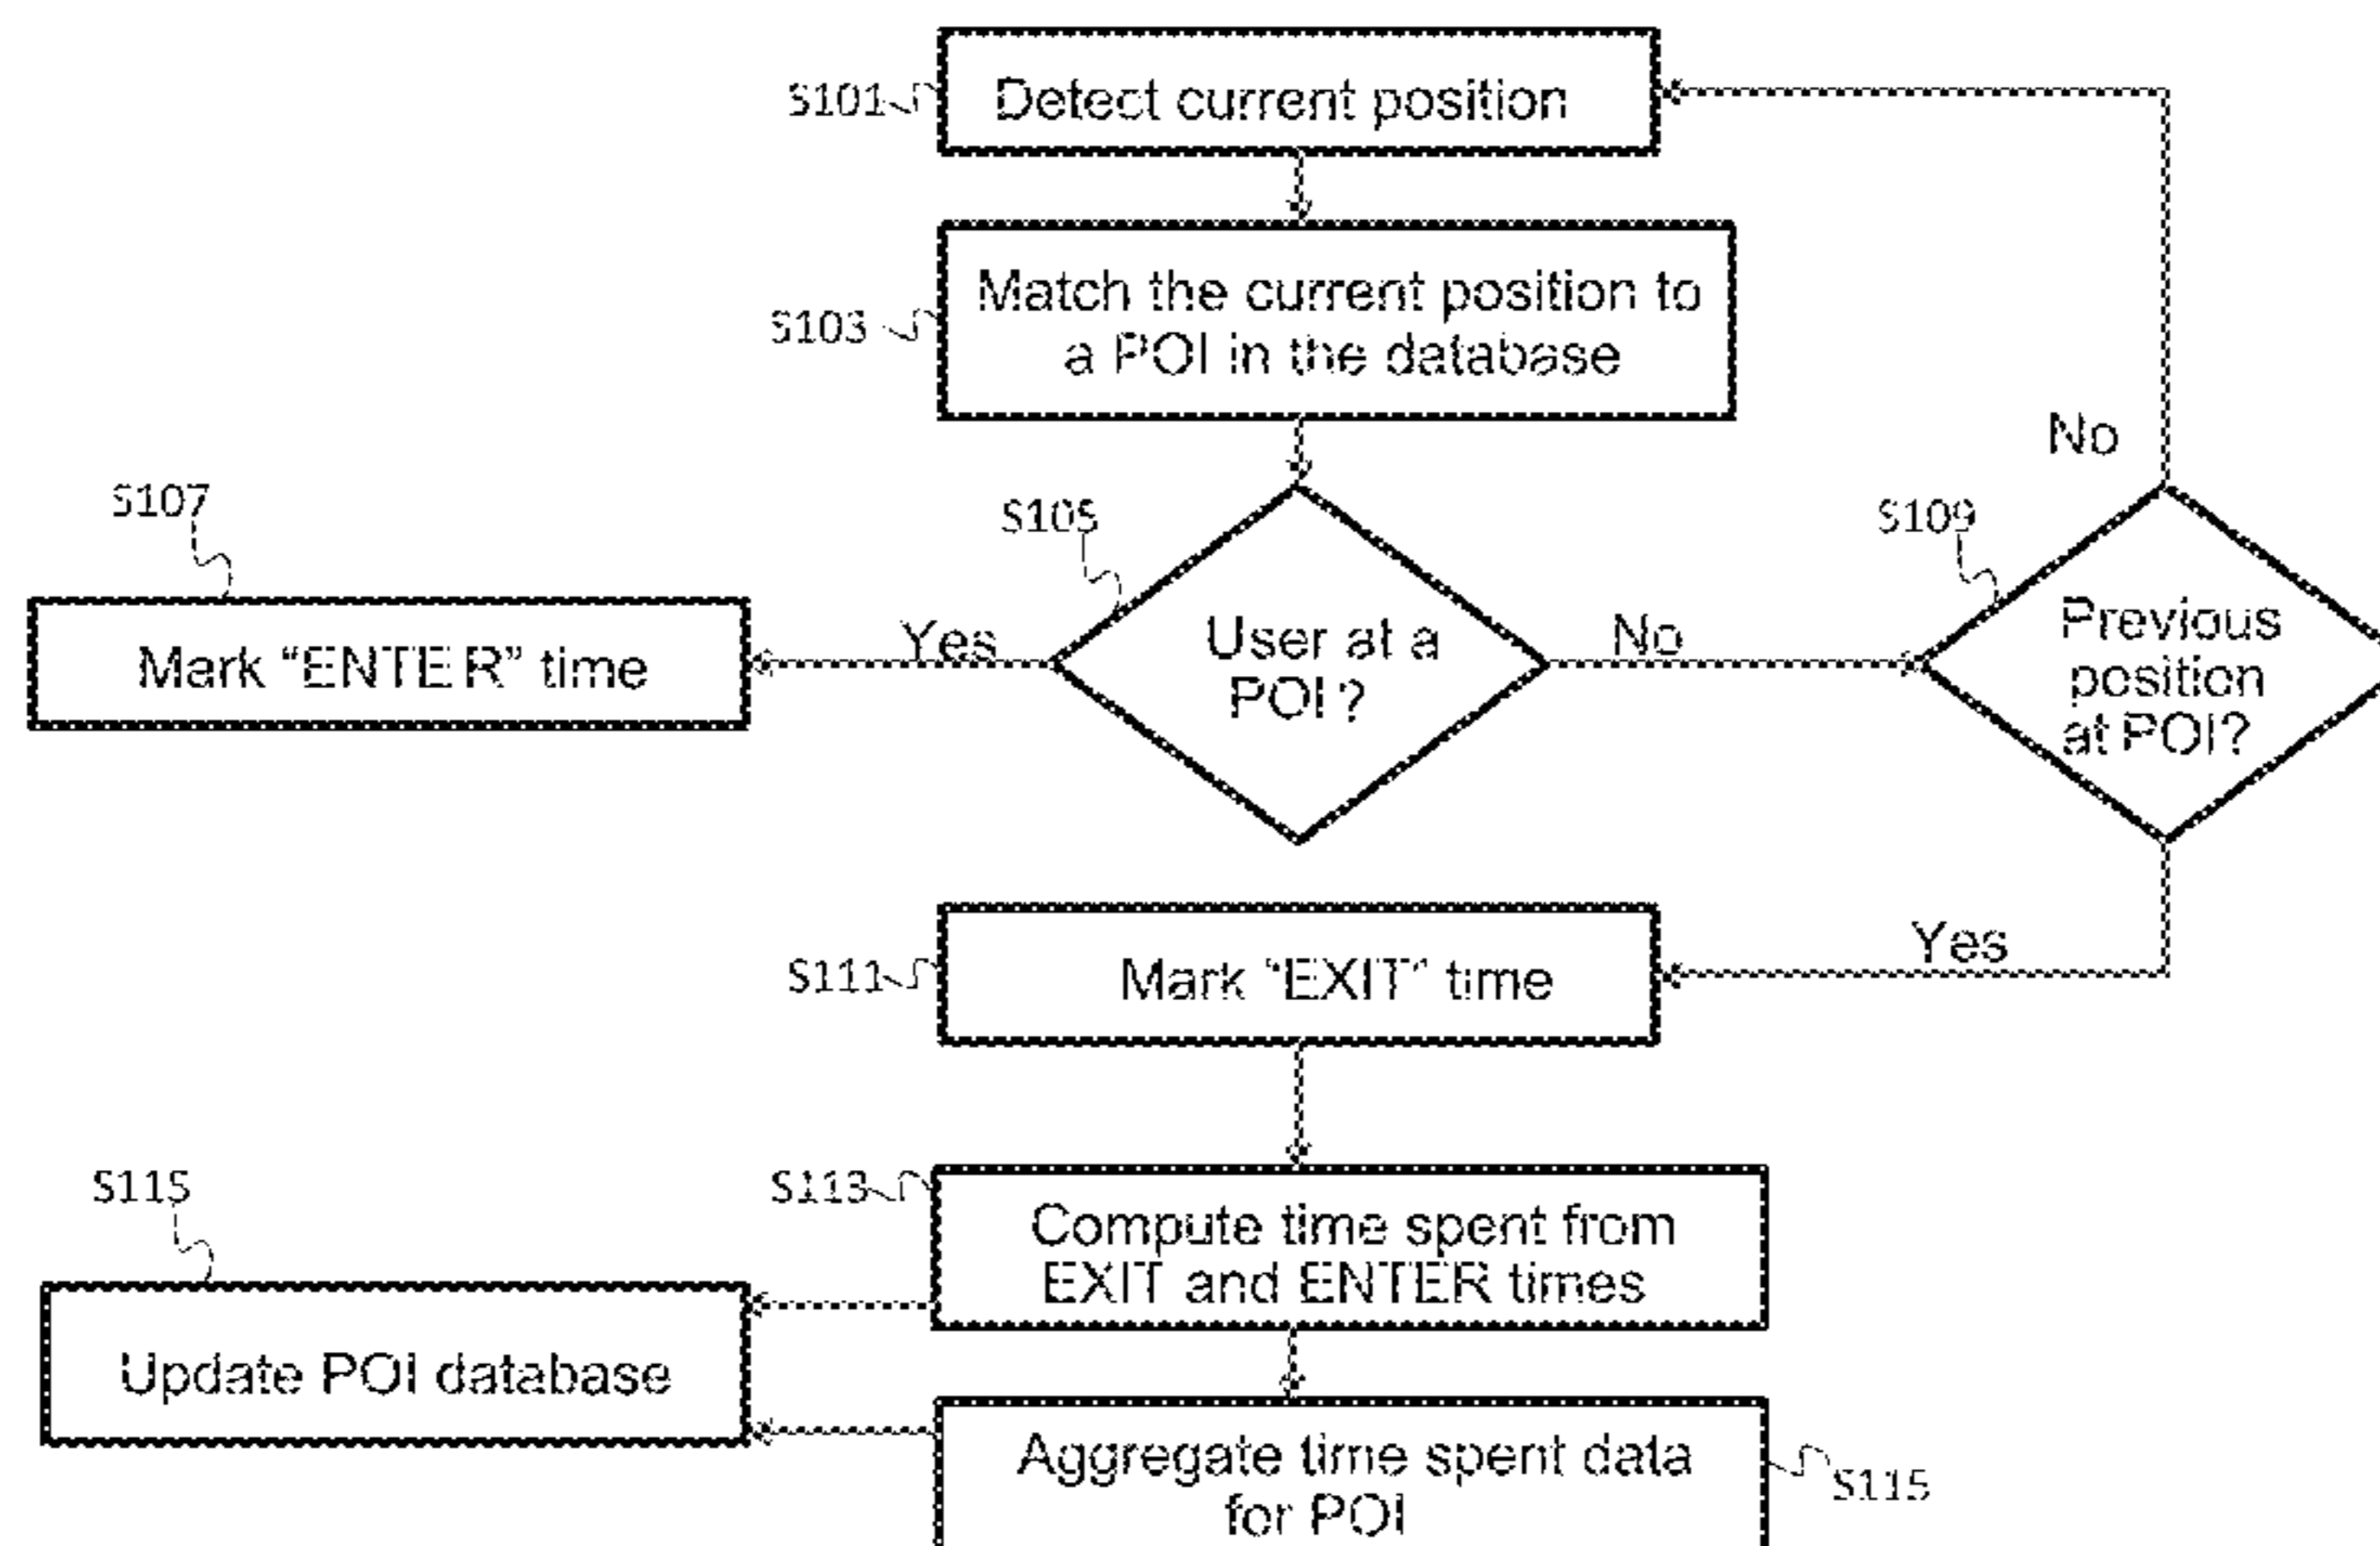 S101
Detect current position
Match the current position to
S103
a POI in the database
No
S107
S105
S109
Mark “ENTER” time
Yes
User at a
POI?
No
Previous
position
at POI?
S111
Mark “EXIT” time
Yes
S115
S113
Compute time spent from
EXIT and ENTER times
Update POI database
Aggregate time spent data
for POI
S115